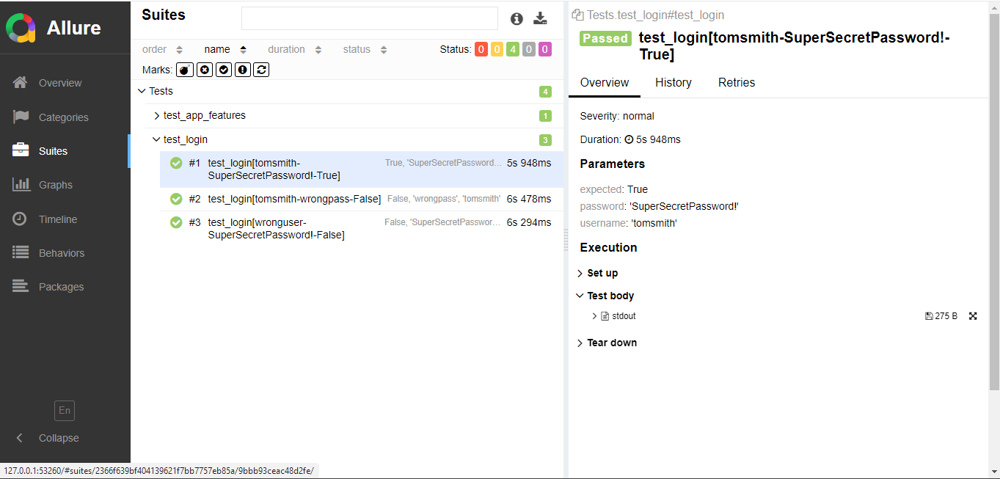 Allure
Overview
Categories
Suites
Graphs
Timeline
Behaviors
Packages
En
Collapse
Suites
order name duration status Status: 0 0 4 0 0
Marks:
Tests 4
test_app_features 1
test_login 3
#1 test_login[tomsmith- True, 'SuperSecretPassword... 5s 948ms
SuperSecretPassword!-True]
#2 test_login[tomsmith-wrongpass-False] False, 'wrongpass', 'tomsmith' 6s 478ms
#3 test_login[wronguser- False, 'SuperSecretPasswor... 6s 294ms
SuperSecretPassword!-False]
Tests.test_login#test_login
Passed test_login[tomsmith-SuperSecretPassword!-
True]
Overview History Retries
Severity: normal
Duration: 5s 948ms
Parameters
expected: True
password: 'SuperSecretPassword!'
username: 'tomsmith'
Execution
Set up
Test body
stdout 275 B
Tear down
127.0.0.1:53260/#suites/2366f639bf404139621f7bb7757eb85a/9bbb93ceac48d2fe/